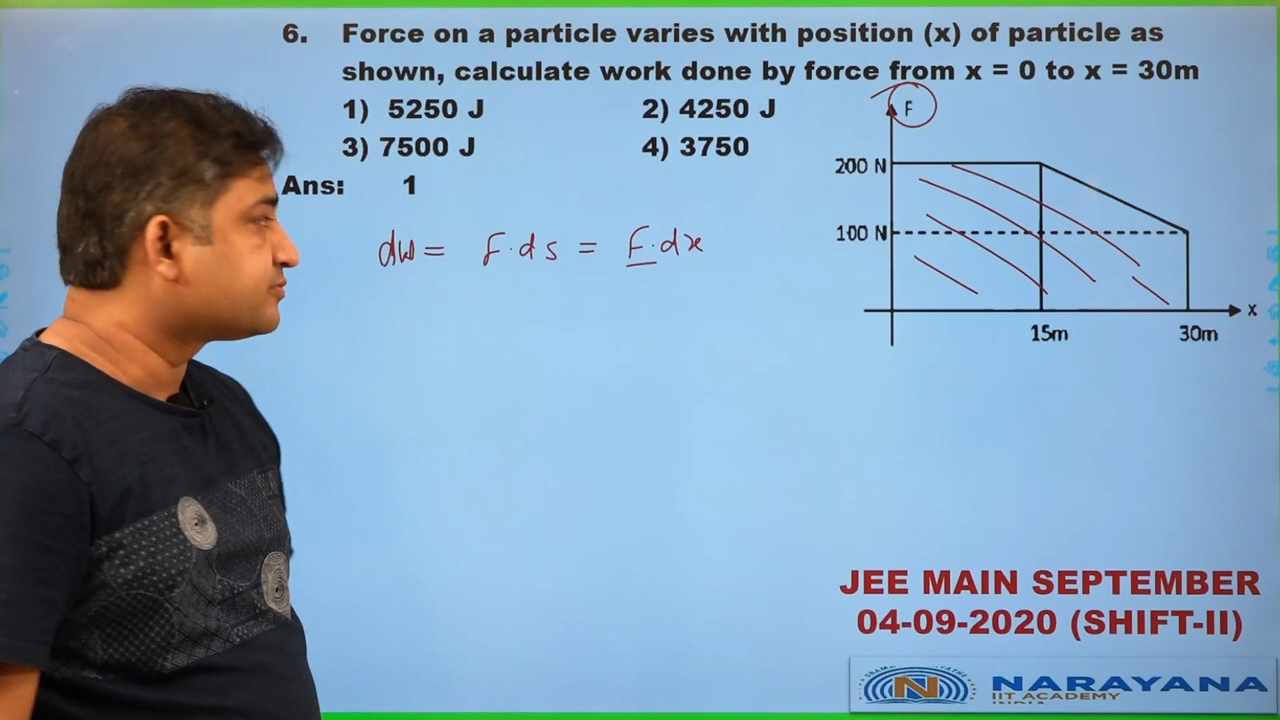 6. Force on a particle varies with position (x) of particle as
shown, calculate work done by force from x = 0 to x = 30m
1) 5250 J 2) 4250 J
3) 7500 J 4) 3750
Ans: 1
dw = F.ds = F.dx
F
200 N
100 N
x
15m 30m
JEE MAIN SEPTEMBER
04-09-2020 (SHIFT-II)
N NARAYANA
IIT ACADEMY
INDIA